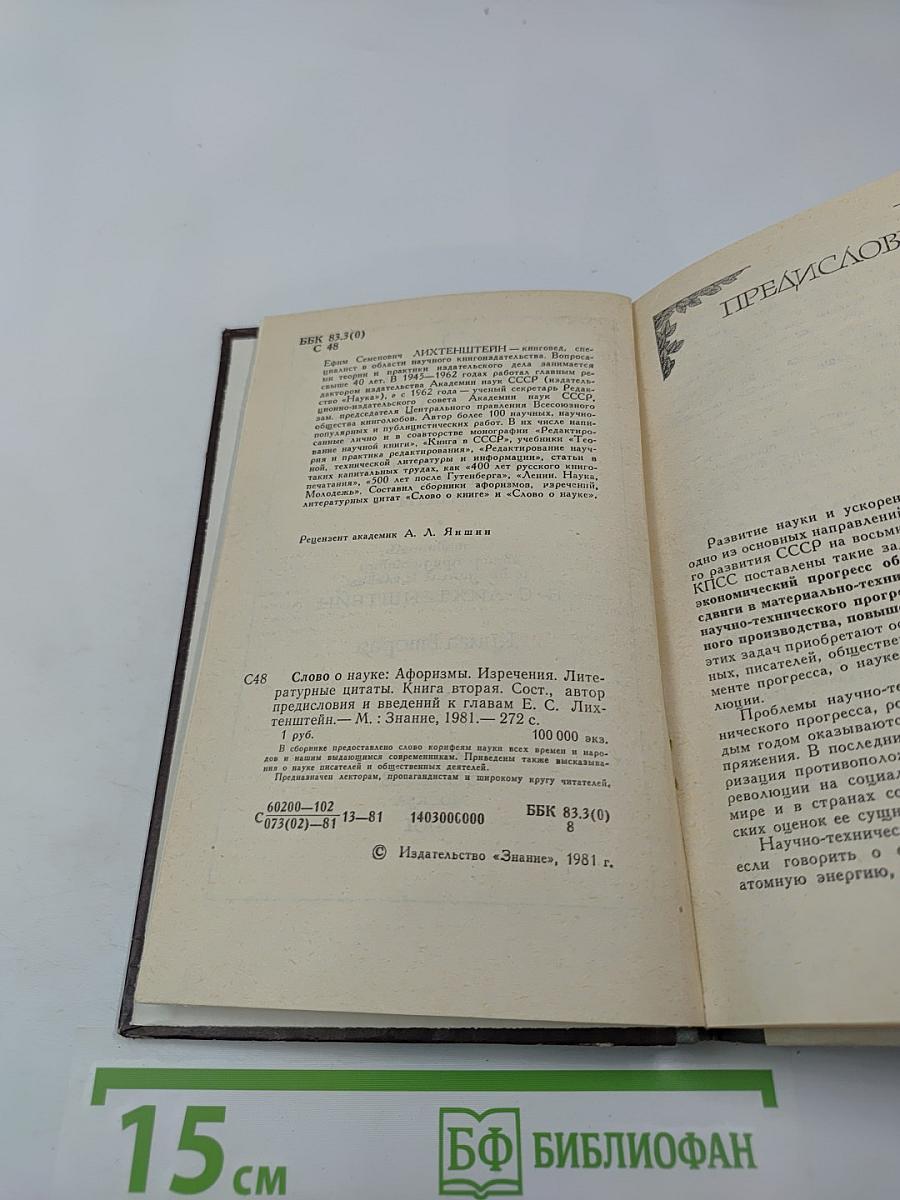 ББК 83.3(0)
С 48
Ефим Семенович ЛИХТЕНШТЕЙН — книговед, спе-
циалист в области научного книгоиздательства. Вопроса-
ми теории и практики издательского дела занимается
свыше 40 лет. В 1945—1962 годах работал главным ре-
дактором издательства Академии наук СССР (издатель-
ство «Наука»), а с 1962 года — ученый секретарь Редак-
ционно-издательского совета Академии наук СССР,
зам. председателя Центрального правления Всесоюзного
общества книголюбов. Автор более 100 научных, научно-
популярных и публицистических работ. В их числе напи-
санные лично и в соавторстве монографии «Редактиро-
вание научной книги», «Книга в СССР», учебники «Тео-
рия и практика редактирования», «Редактирование науч-
ной, технической литературы и информации», статьи в
таких капитальных трудах, как «400 лет русского книго-
печатания», «500 лет после Гутенберга», «Ленин. Наука,
Молодежь». Составил сборники афоризмов, изречений,
литературных цитат «Слово о книге» и «Слово о науке».
Рецензент академик А. Л. Яншин
С48 Слово о науке: Афоризмы. Изречения. Лите-
ратурные цитаты. Книга вторая. Сост., автор
предисловия и введений к главам Е. С. Лих-
тенштейн.— М. : Знание, 1981.— 272 с.
1 руб. 100 000 экз.
В сборнике предоставлено слово корифеям науки всех времен и наро-
дов и нашим выдающимся современникам. Приведены также высказыва-
ния о науке писателей и общественных деятелей.
Предназначен лекторам, пропагандистам и широкому кругу читателей.
С 60200—102
073(02)—81 13—81 1403000000 ББК 83.3(0)
8
© Издательство «Знание», 1981 г.
ПРЕДИСЛОВ
Развитие науки и ускорен
одно из основных направлений
го развития СССР на восьми
КПСС поставлены такие за
экономический прогресс об
сдвиги в материально-техни
научно-технического прогре
ного производства, повыше
этих задач приобретают ос
ных, писателей, обществе
менте прогресса, о науке
люции.
Проблемы научно-те
нического прогресса, ро
дым годом оказываются
пряжения. В последни
ризация противополож
революции на социал
мире и в странах со
ских оценок ее сущн
Научно-техничес
если говорить о
атомную энергию,
15 см
БФ БИБЛИОФАН